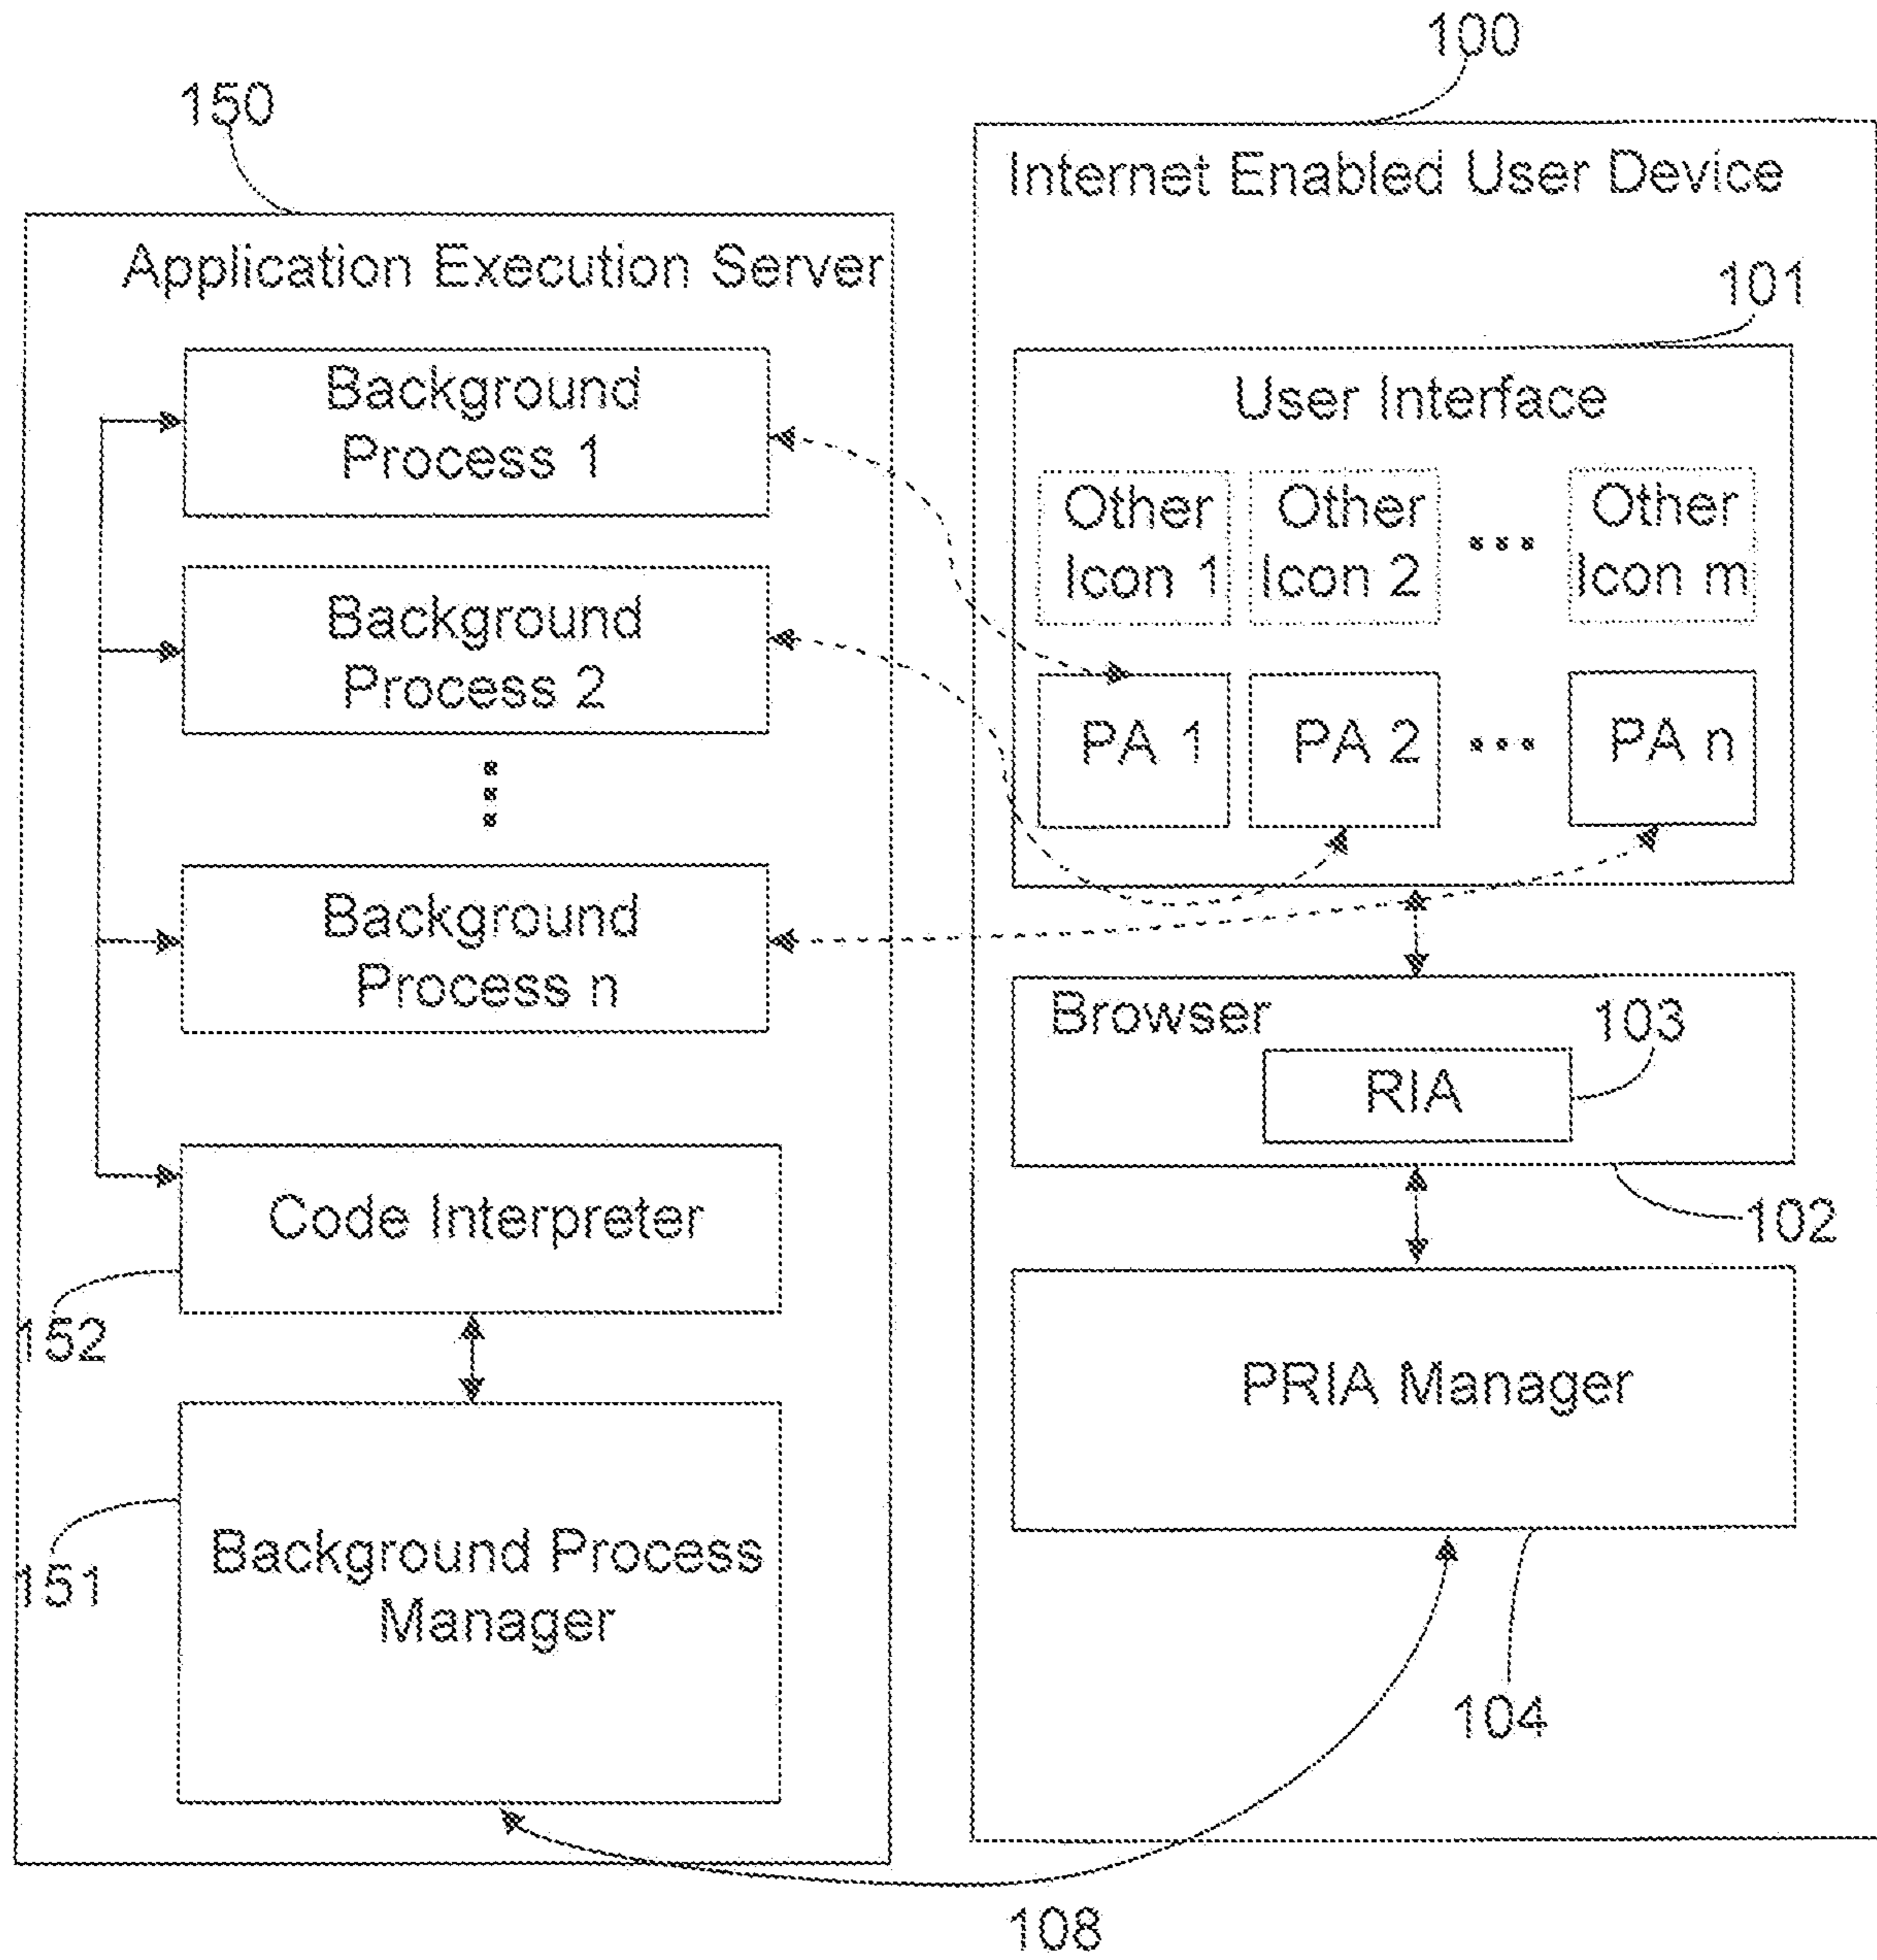 100
150
Internet Enabled User Device
Application Execution Server
101
Background
Process 1
User Interface
Other
Icon 1
Other
Icon 2
...
Other
Icon m
Background
Process 2
PA 1
PA 2
...
PA n
Background
Process n
Browser
103
RIA
Code Interpreter
102
152
PRIA Manager
Background Process
Manager
151
104
108